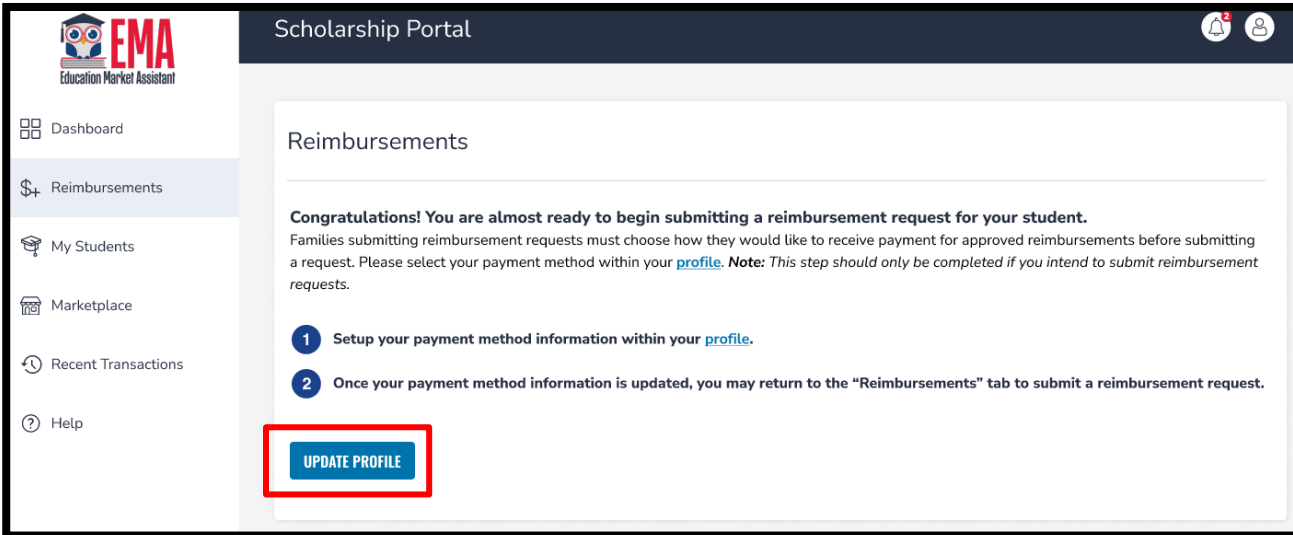 EMA
Education Market Assistant
Scholarship Portal
2
Dashboard
Reimbursements
My Students
Marketplace
Recent Transactions
Help
Reimbursements
Congratulations! You are almost ready to begin submitting a reimbursement request for your student.
Families submitting reimbursement requests must choose how they would like to receive payment for approved reimbursements before submitting
a request. Please select your payment method within your profile. Note: This step should only be completed if you intend to submit reimbursement
requests.
1 Setup your payment method information within your profile.
2 Once your payment method information is updated, you may return to the “Reimbursements” tab to submit a reimbursement request.
UPDATE PROFILE